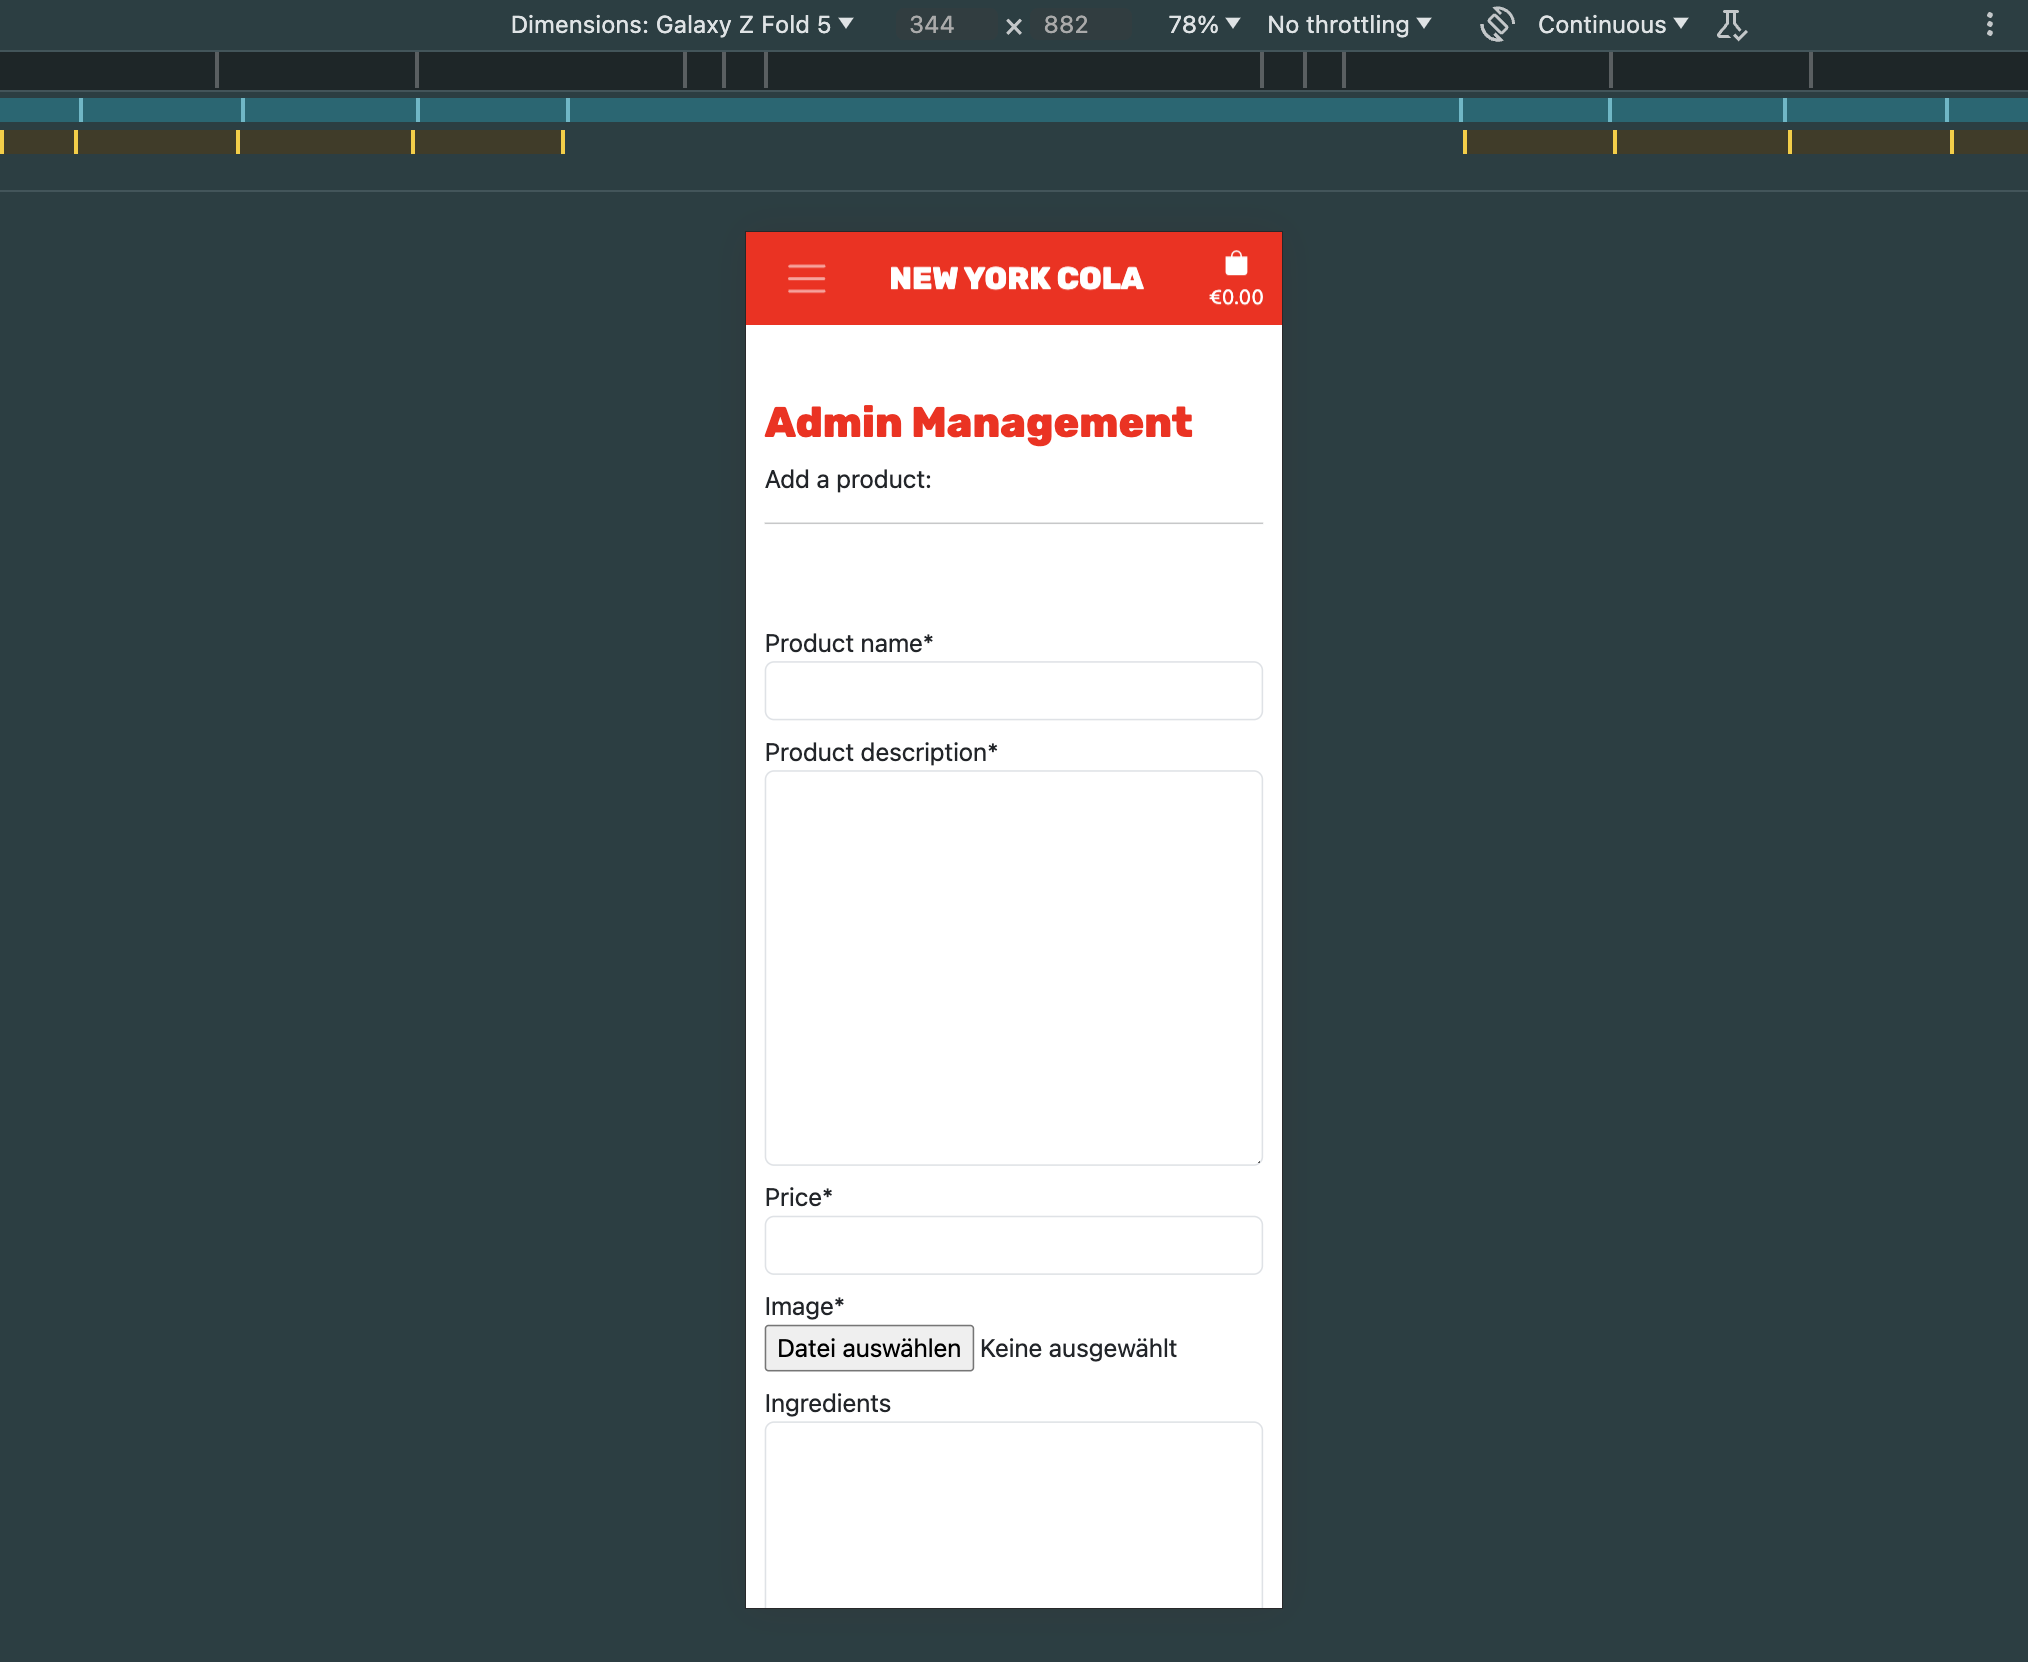 Dimensions: Galaxy Z Fold 5 344 × 882 78% No throttling Continuous
NEW YORK COLA
€0.00
Admin Management
Add a product:
Product name*
Product description*
Price*
Image*
Datei auswählen Keine ausgewählt
Ingredients